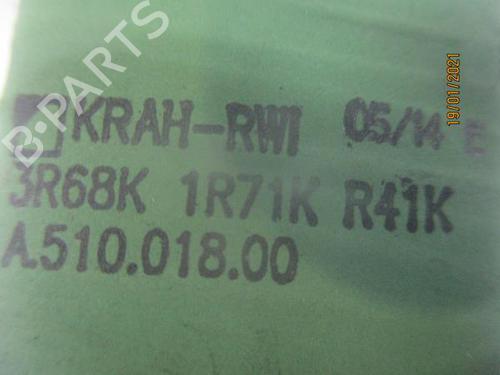 KRAH-RWI 05/14 E
3R68K 1R71K R41K
A.510.018.00
B-PARTS
19/01/2021